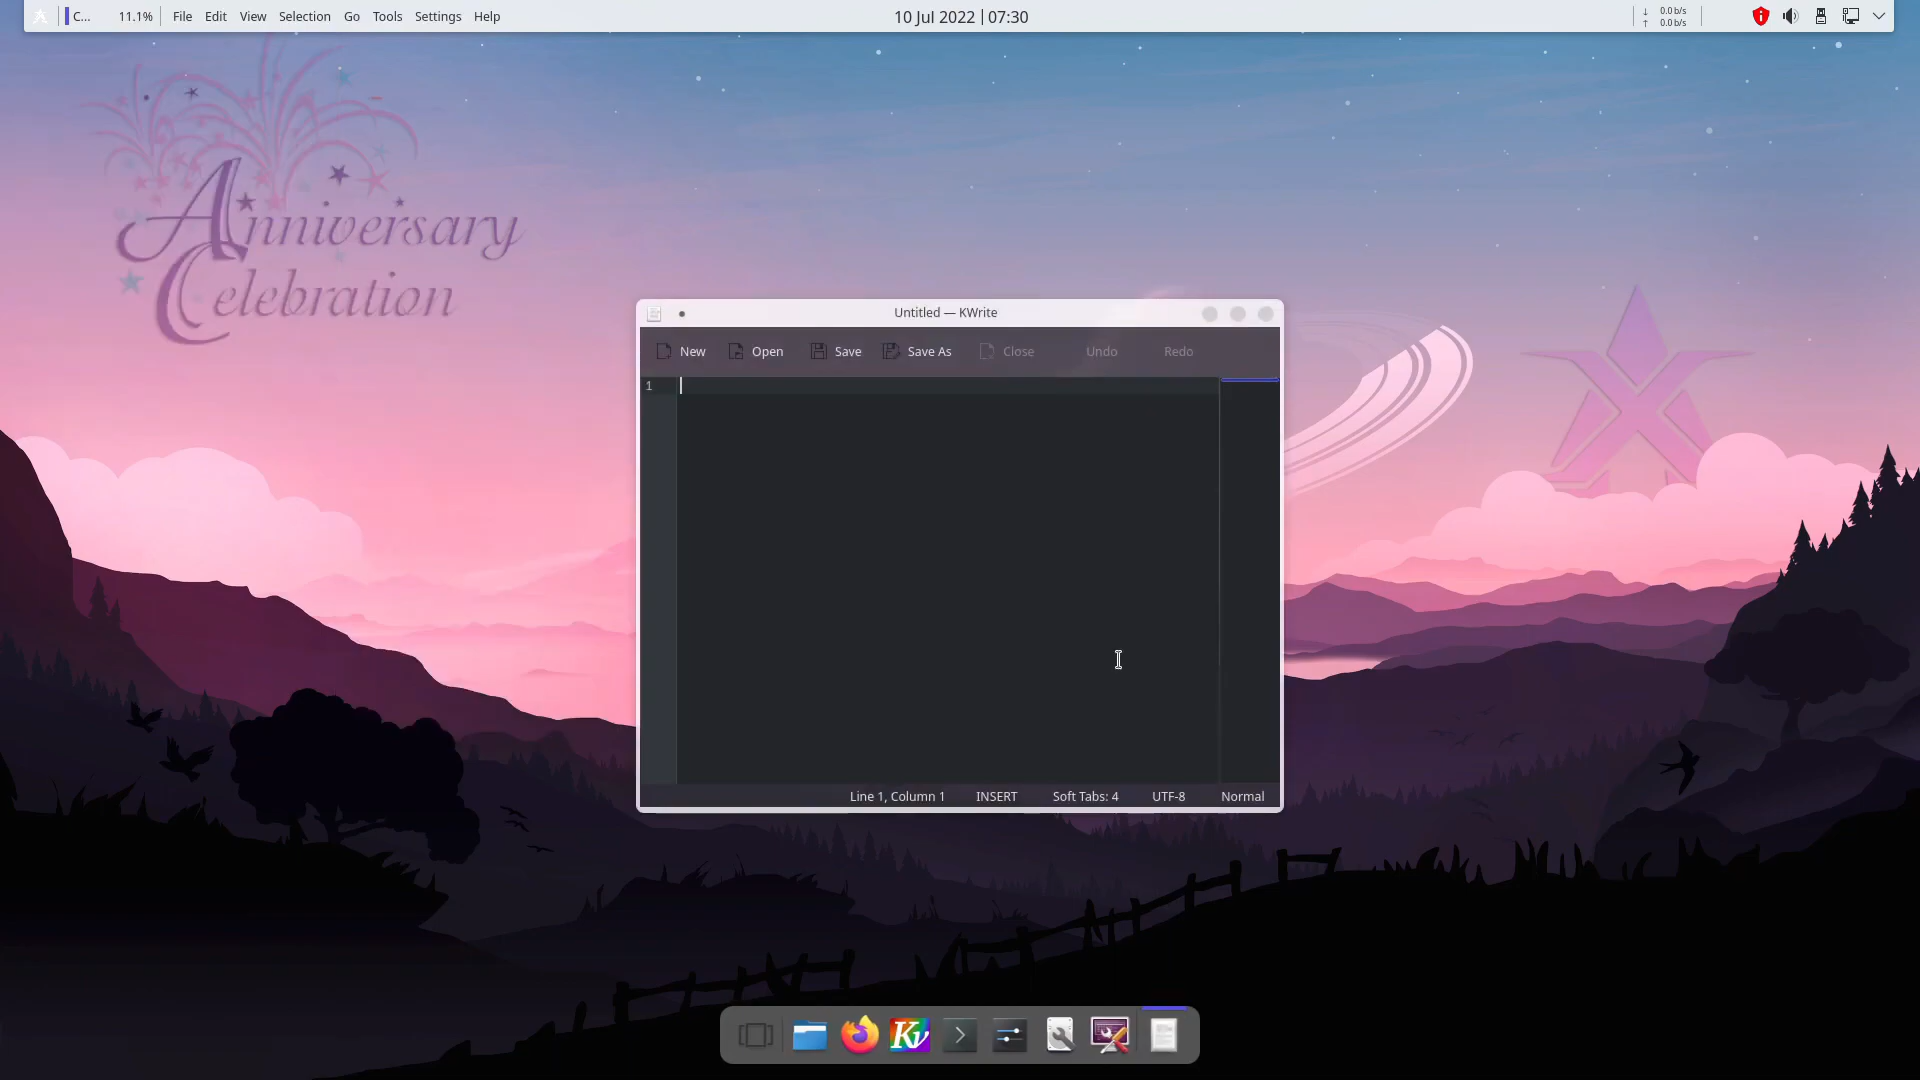 C... 11.1% File Edit View Selection Go Tools Settings Help 10 Jul 2022 | 07:30 ↓ 0.0 b/s
↑ 0.0 b/s
Anniversary
Celebration
Untitled — KWrite
New Open Save Save As Close Undo Redo
1
Line 1, Column 1 INSERT Soft Tabs: 4 UTF-8 Normal
Kv